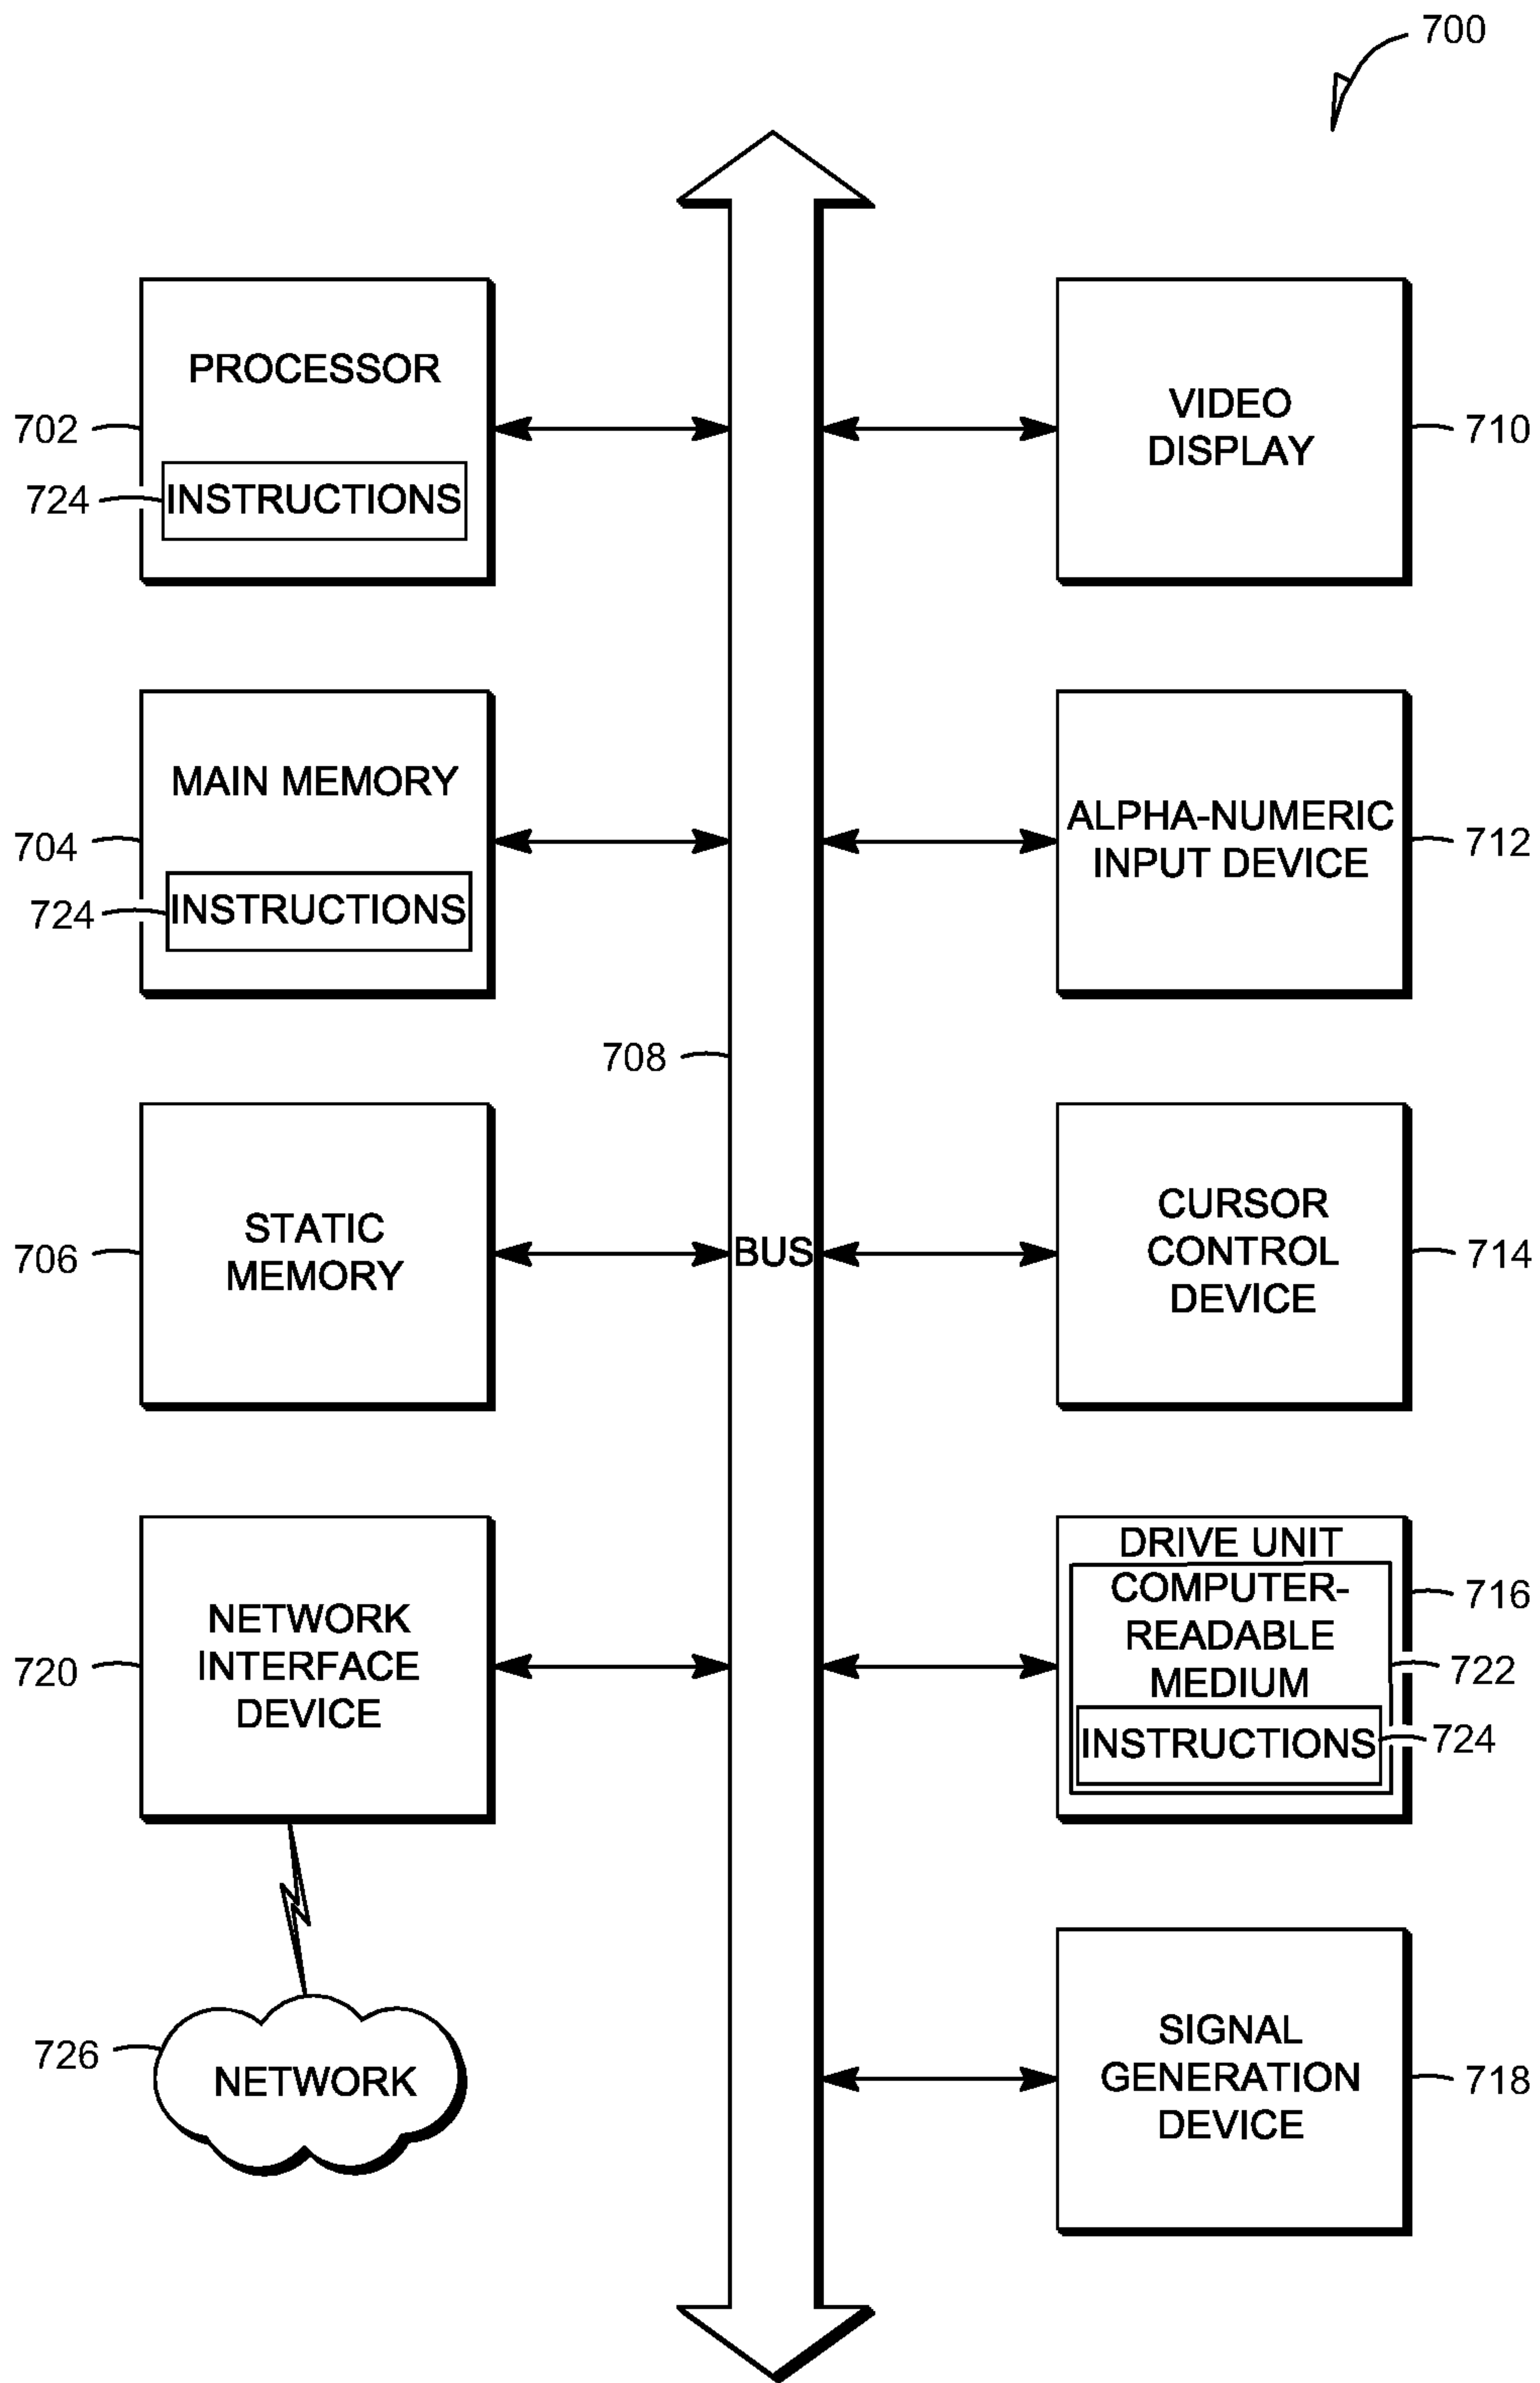 700
PROCESSOR
702
724
INSTRUCTIONS
VIDEO
DISPLAY
710
MAIN MEMORY
704
724
INSTRUCTIONS
ALPHA-NUMERIC
INPUT DEVICE
712
708
STATIC
MEMORY
706
BUS
CURSOR
CONTROL
DEVICE
714
NETWORK
INTERFACE
DEVICE
720
DRIVE UNIT
COMPUTER-
READABLE
MEDIUM
INSTRUCTIONS
716
722
724
726
NETWORK
SIGNAL
GENERATION
DEVICE
718